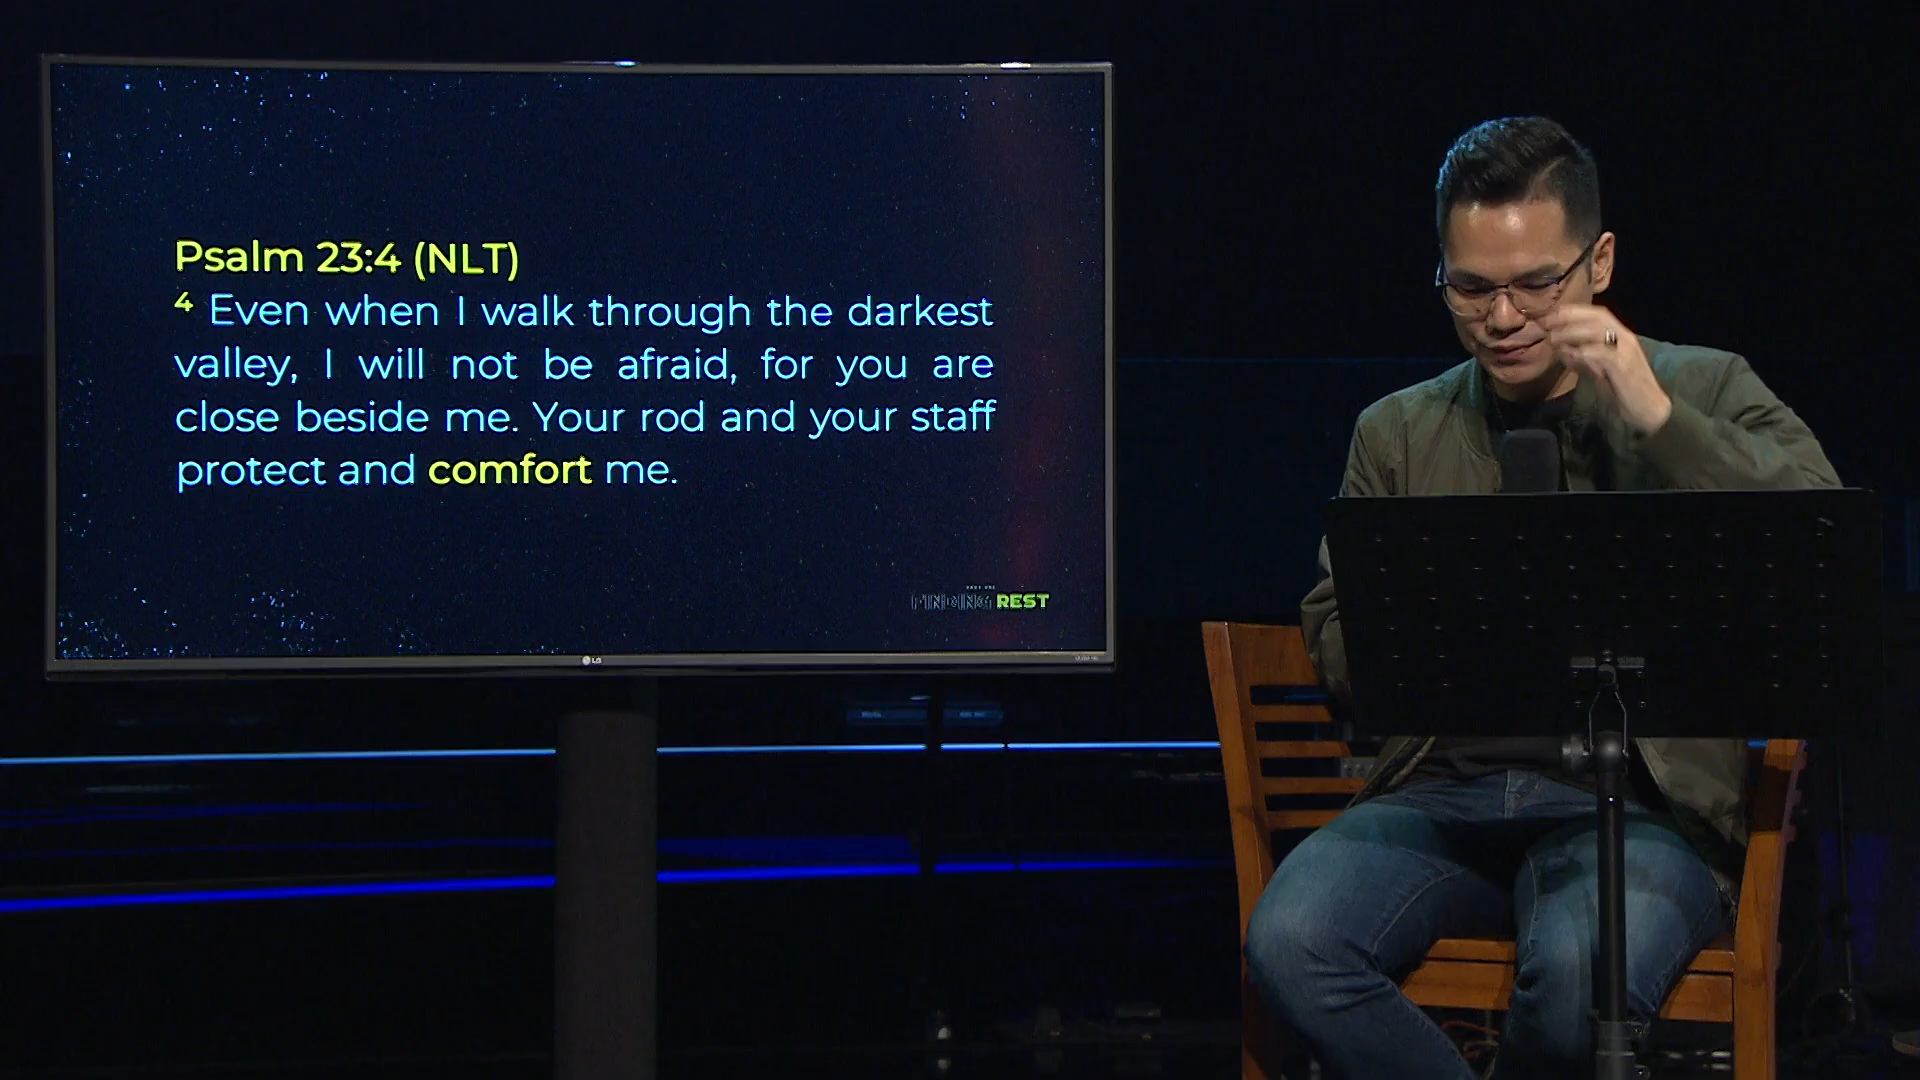 Psalm 23:4 (NLT)
4 Even when I walk through the darkest
valley, I will not be afraid, for you are
close beside me. Your rod and your staff
protect and comfort me.
FINDING REST
LG